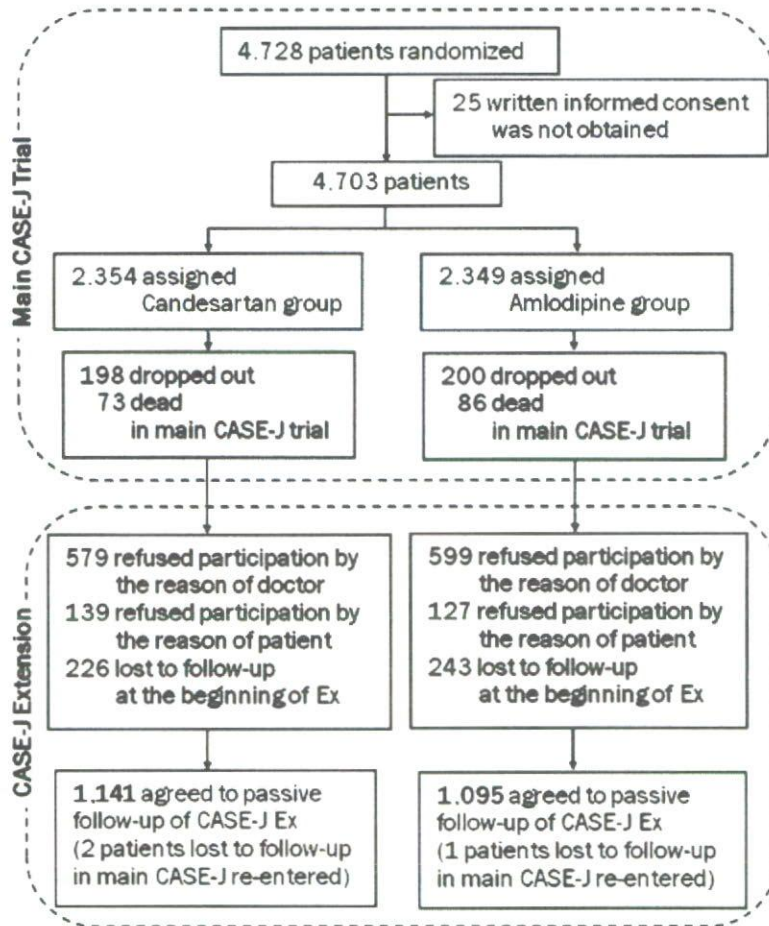 4.728 patients randomized
25 written informed consent
was not obtained
4.703 patients
2.354 assigned
Candesartan group
2.349 assigned
Amlodipine group
198 dropped out
73 dead
in main CASE-J trial
200 dropped out
86 dead
in main CASE-J trial
Main CASE-J Trial
579 refused participation by
the reason of doctor
139 refused participation by
the reason of patient
226 lost to follow-up
at the beginning of Ex
599 refused participation by
the reason of doctor
127 refused participation by
the reason of patient
243 lost to follow-up
at the beginning of Ex
1,141 agreed to passive
follow-up of CASE-J Ex
(2 patients lost to follow-up
in main CASE-J re-entered)
1.095 agreed to passive
follow-up of CASE-J Ex
(1 patients lost to follow-up
in main CASE-J re-entered)
CASE-J Extension